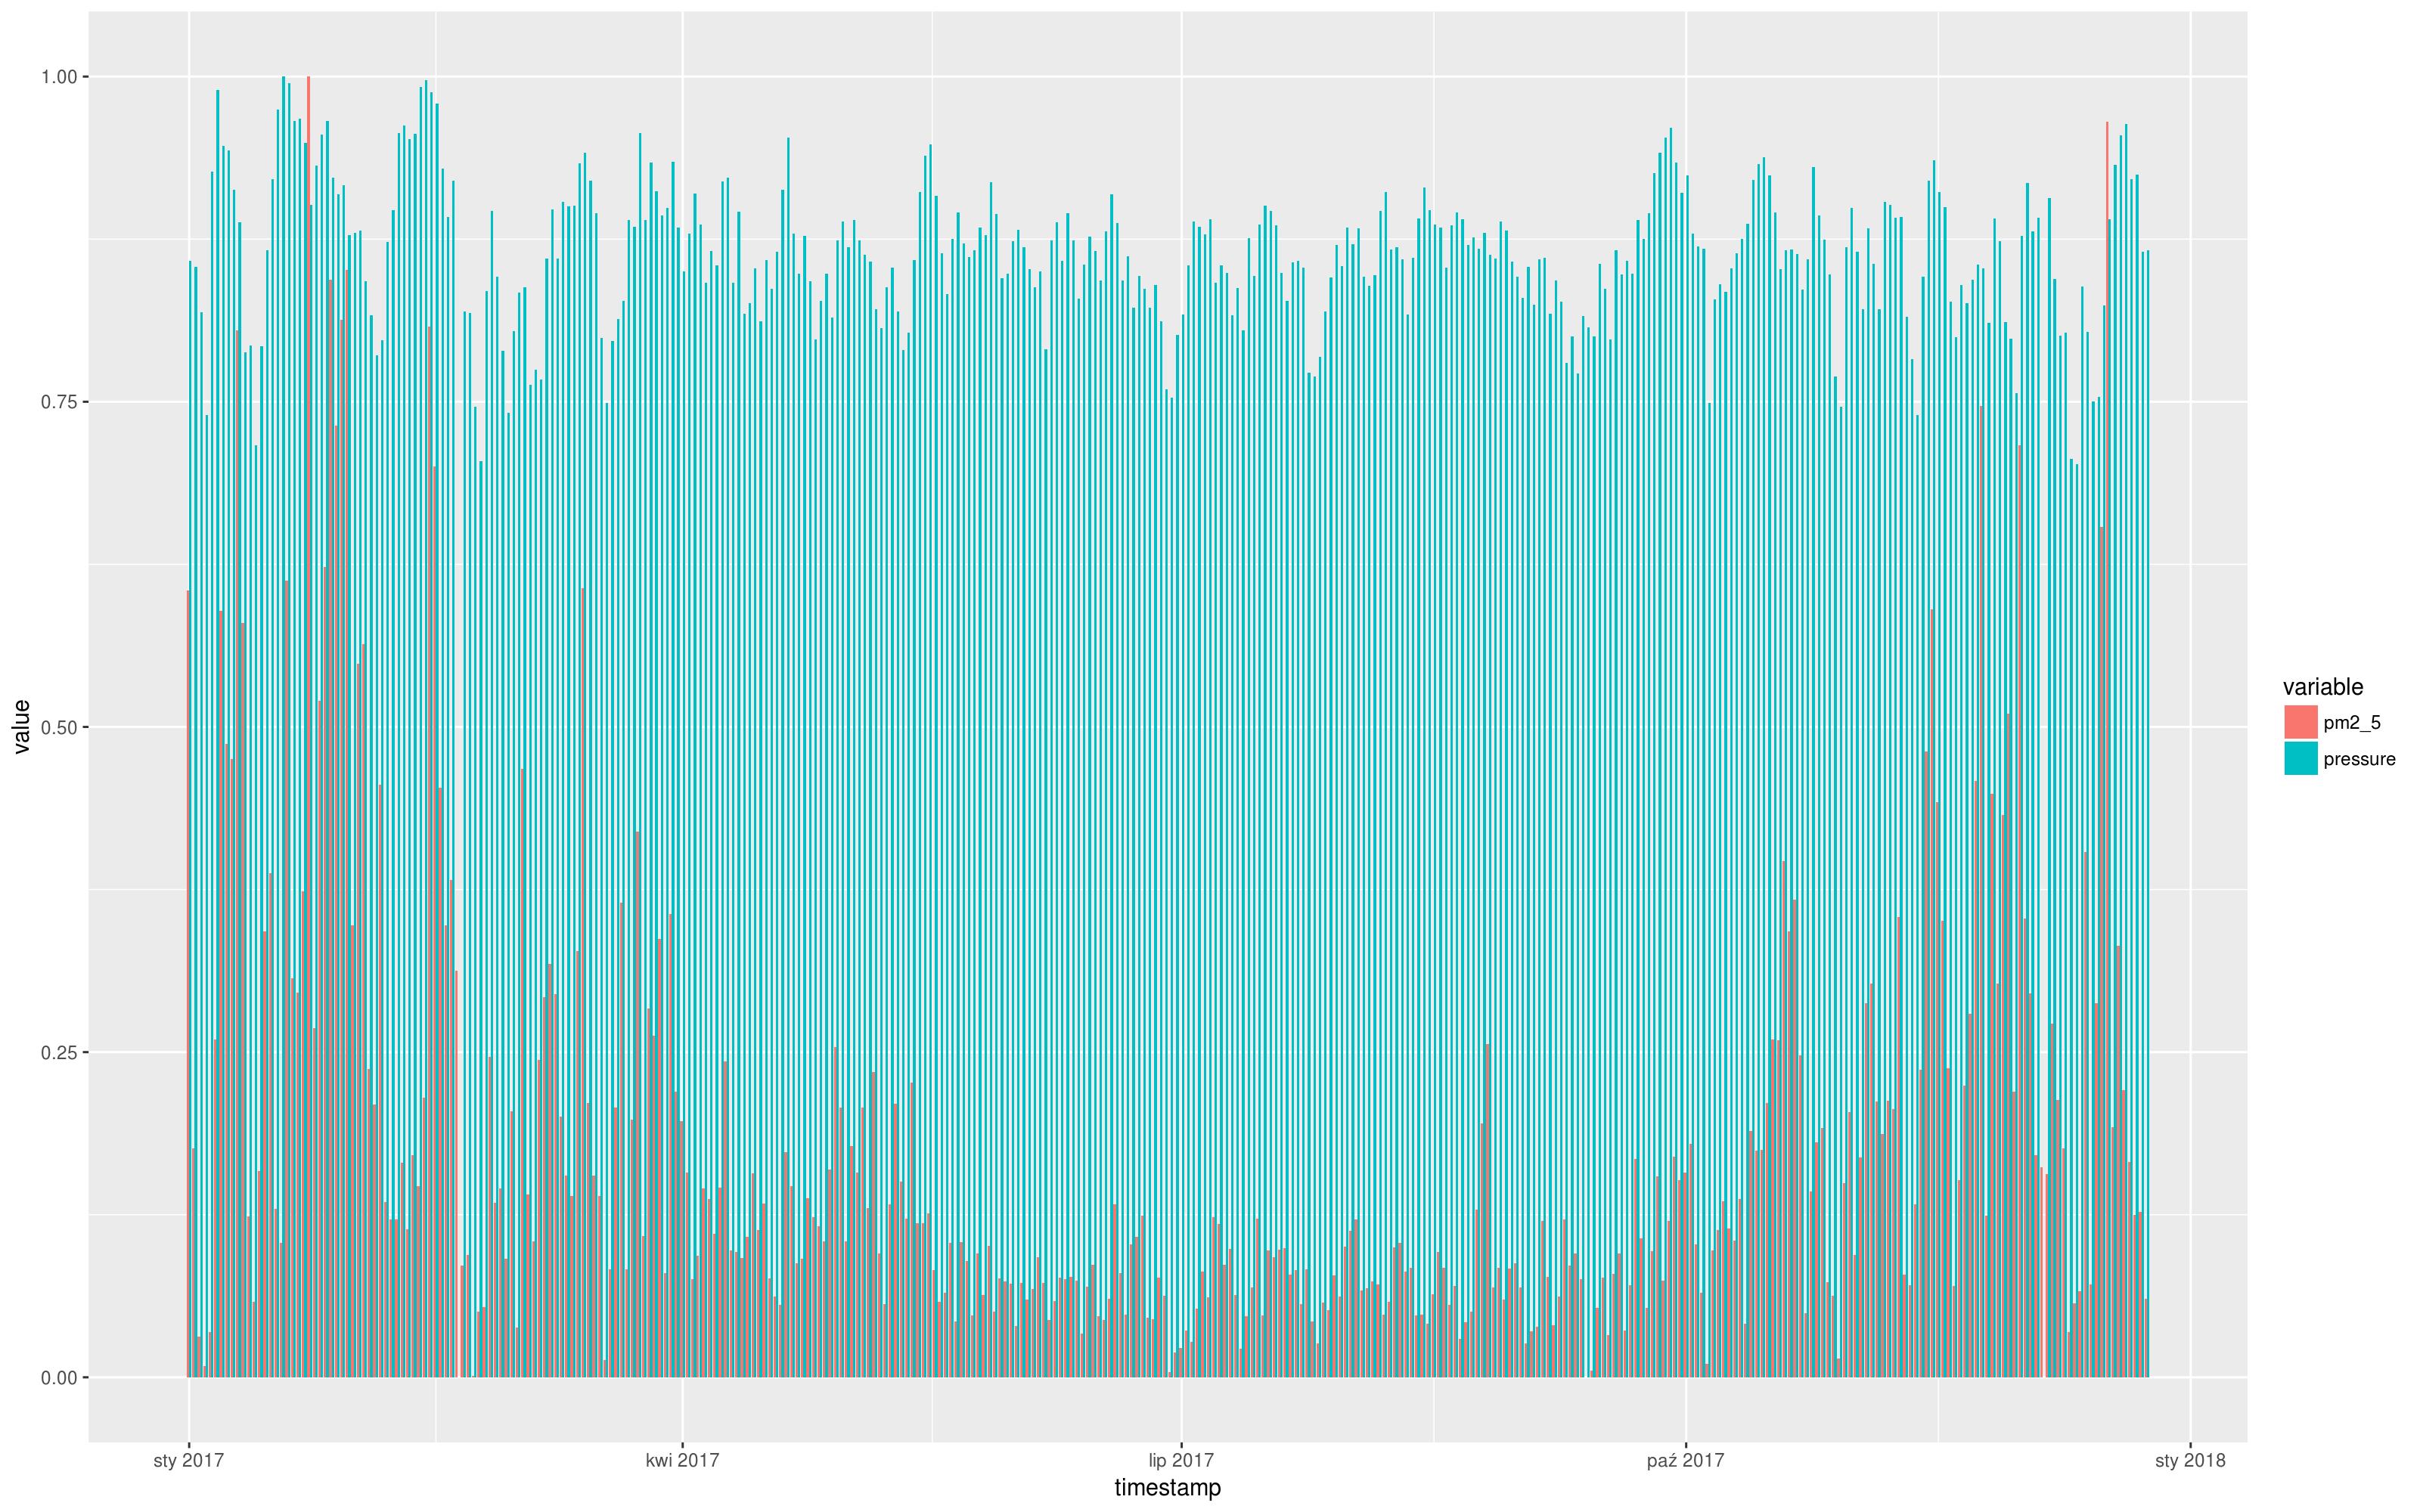 1.00
0.75
0.50
0.25
0.00
value
sty 2017
kwi 2017
lip 2017
paź 2017
sty 2018
timestamp
variable
pm2_5
pressure